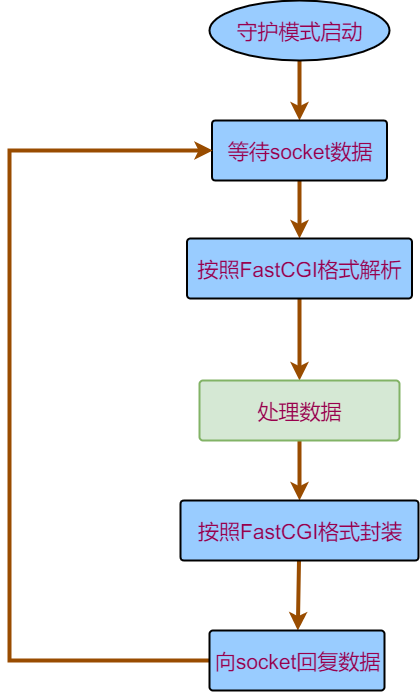 守护模式启动
等待socket数据
按照FastCGI格式解析
处理数据
按照FastCGI格式封装
向socket回复数据